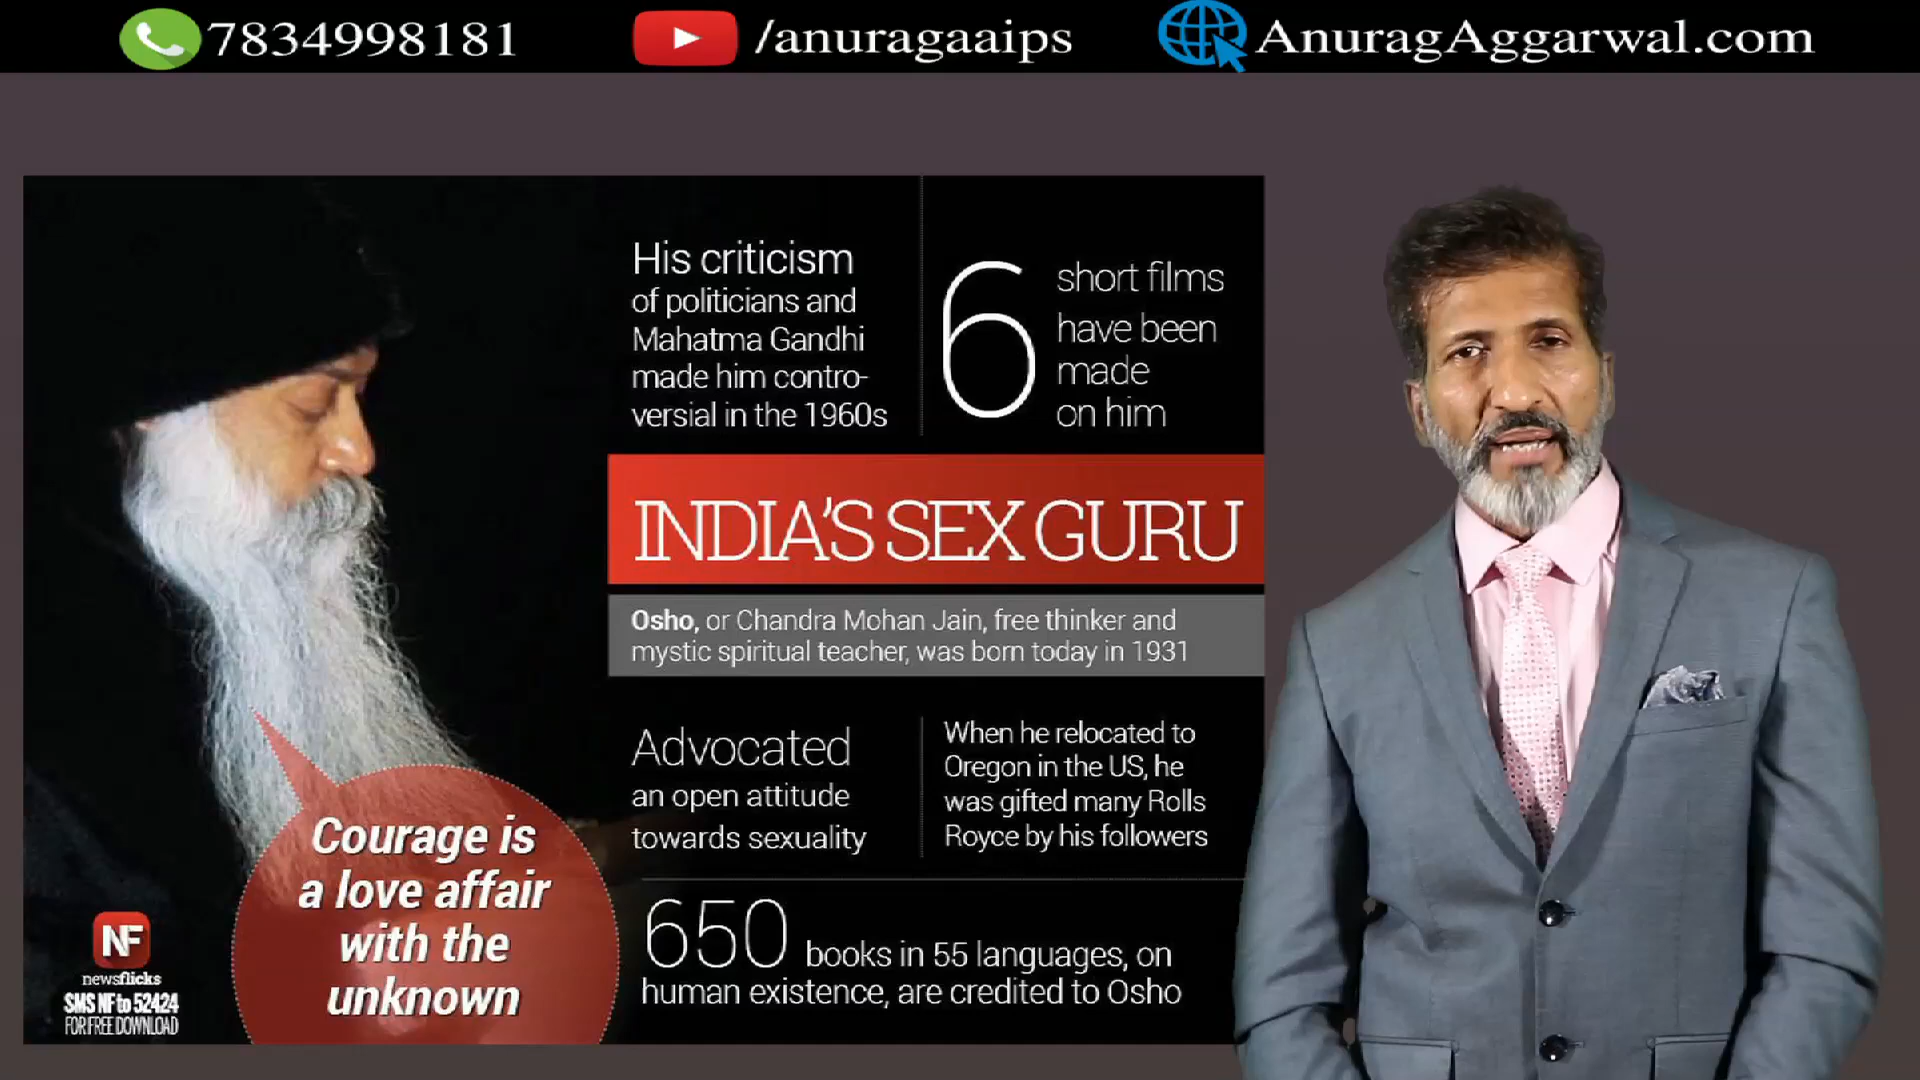 7834998181
/anuragaaips
AnuragAggarwal.com
His criticism
of politicians and
Mahatma Gandhi
made him contro-
versial in the 1960s
6
short films
have been
made
on him
INDIA'S SEX GURU
Osho, or Chandra Mohan Jain, free thinker and
mystic spiritual teacher, was born today in 1931
Advocated
an open attitude
towards sexuality
When he relocated to
Oregon in the US, he
was gifted many Rolls
Royce by his followers
650 books in 55 languages, on
human existence, are credited to Osho
Courage is
a love affair
with the
unknown
NF
newsflicks
SMS NF to 52424
FOR FREE DOWNLOAD